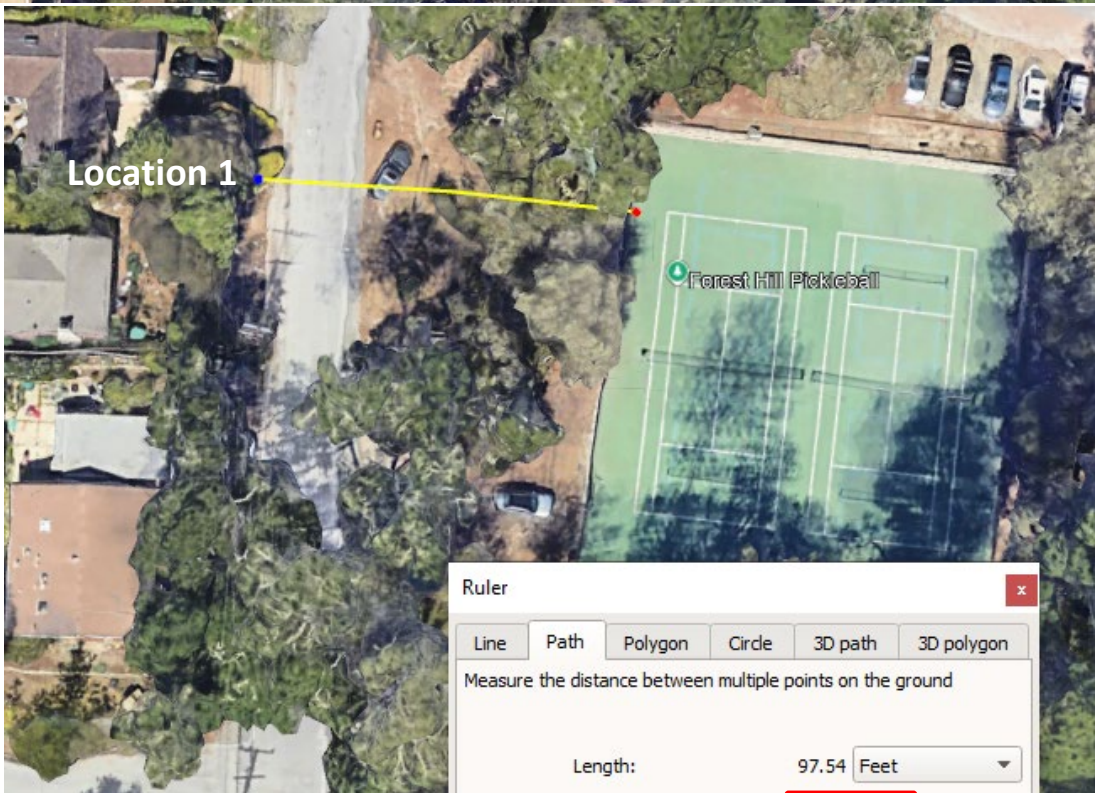 Location 1
Forest Hill Pickleball
Ruler
x
Line Path Polygon Circle 3D path 3D polygon
Measure the distance between multiple points on the ground
Length: 97.54 Feet